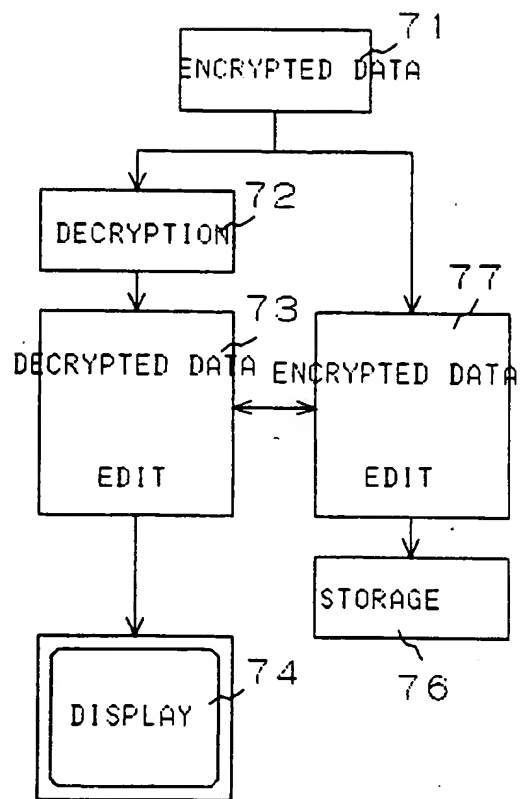 71
ENCRYPTED DATA
72
DECRYPTION
77
73
DECRYPTED DATA
ENCRYPTED DATA
EDIT
EDIT
STORAGE
76
74
DISPLAY